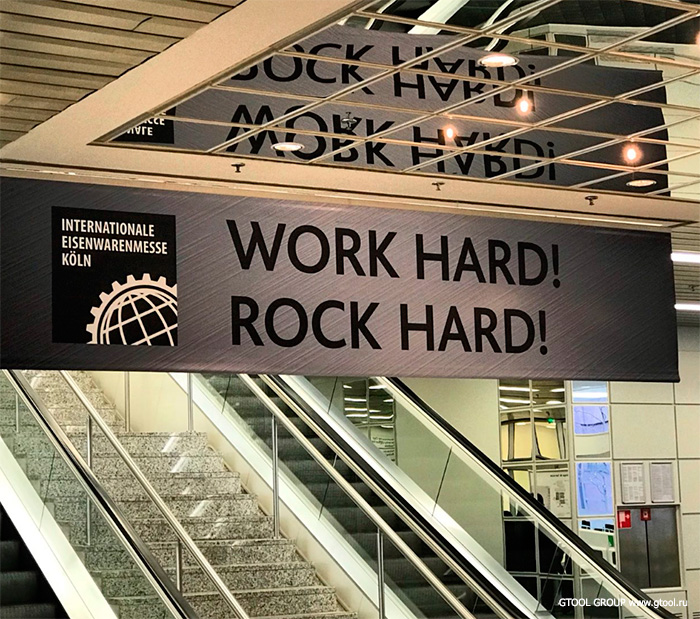 INTERNATIONALE
EISENWARENMESSE
KÖLN
WORK HARD!
ROCK HARD!
GTOOL GROUP www.gtool.ru